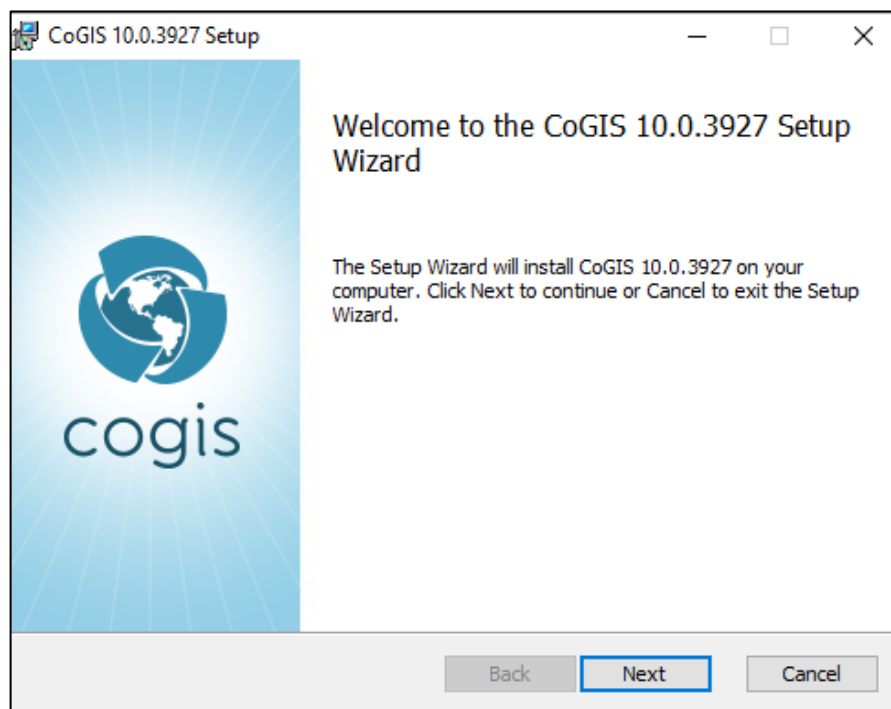 CoGIS 10.0.3927 Setup
Welcome to the CoGIS 10.0.3927 Setup
Wizard
The Setup Wizard will install CoGIS 10.0.3927 on your
computer. Click Next to continue or Cancel to exit the Setup
Wizard.
cogis
Back Next Cancel